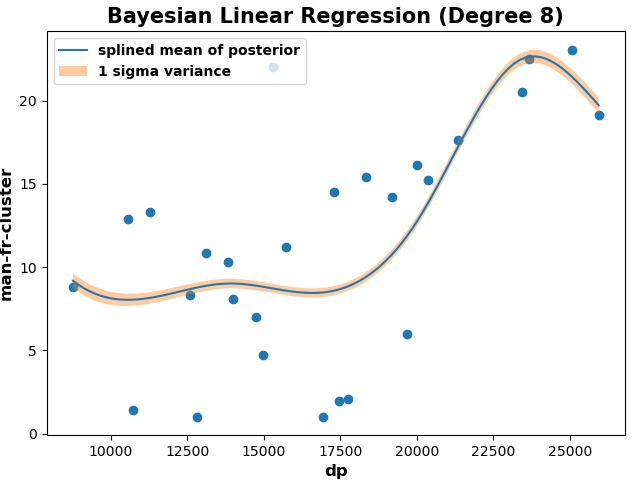 Bayesian Linear Regression (Degree 8)
splined mean of posterior
1 sigma variance
man-fr-cluster
20
15
10
5
0
10000 12500 15000 17500 20000 22500 25000
dp